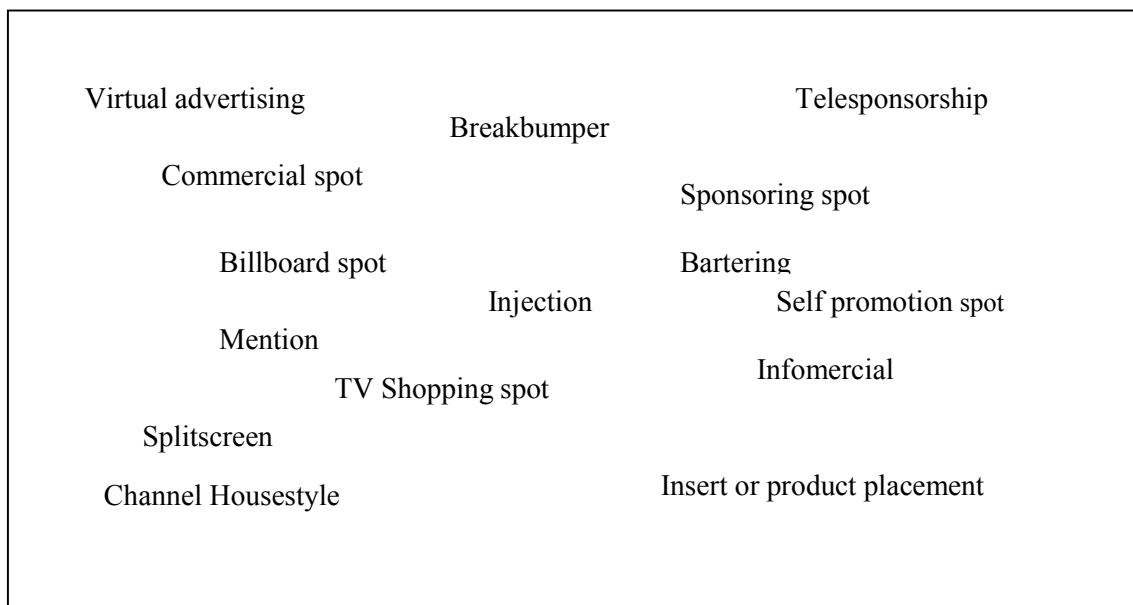 Virtual advertising
Telesponsorship
Breakbumper
Commercial spot
Sponsoring spot
Billboard spot
Bartering
Injection
Self promotion spot
Mention
Infomercial
TV Shopping spot
Splitscreen
Channel Housestyle
Insert or product placement